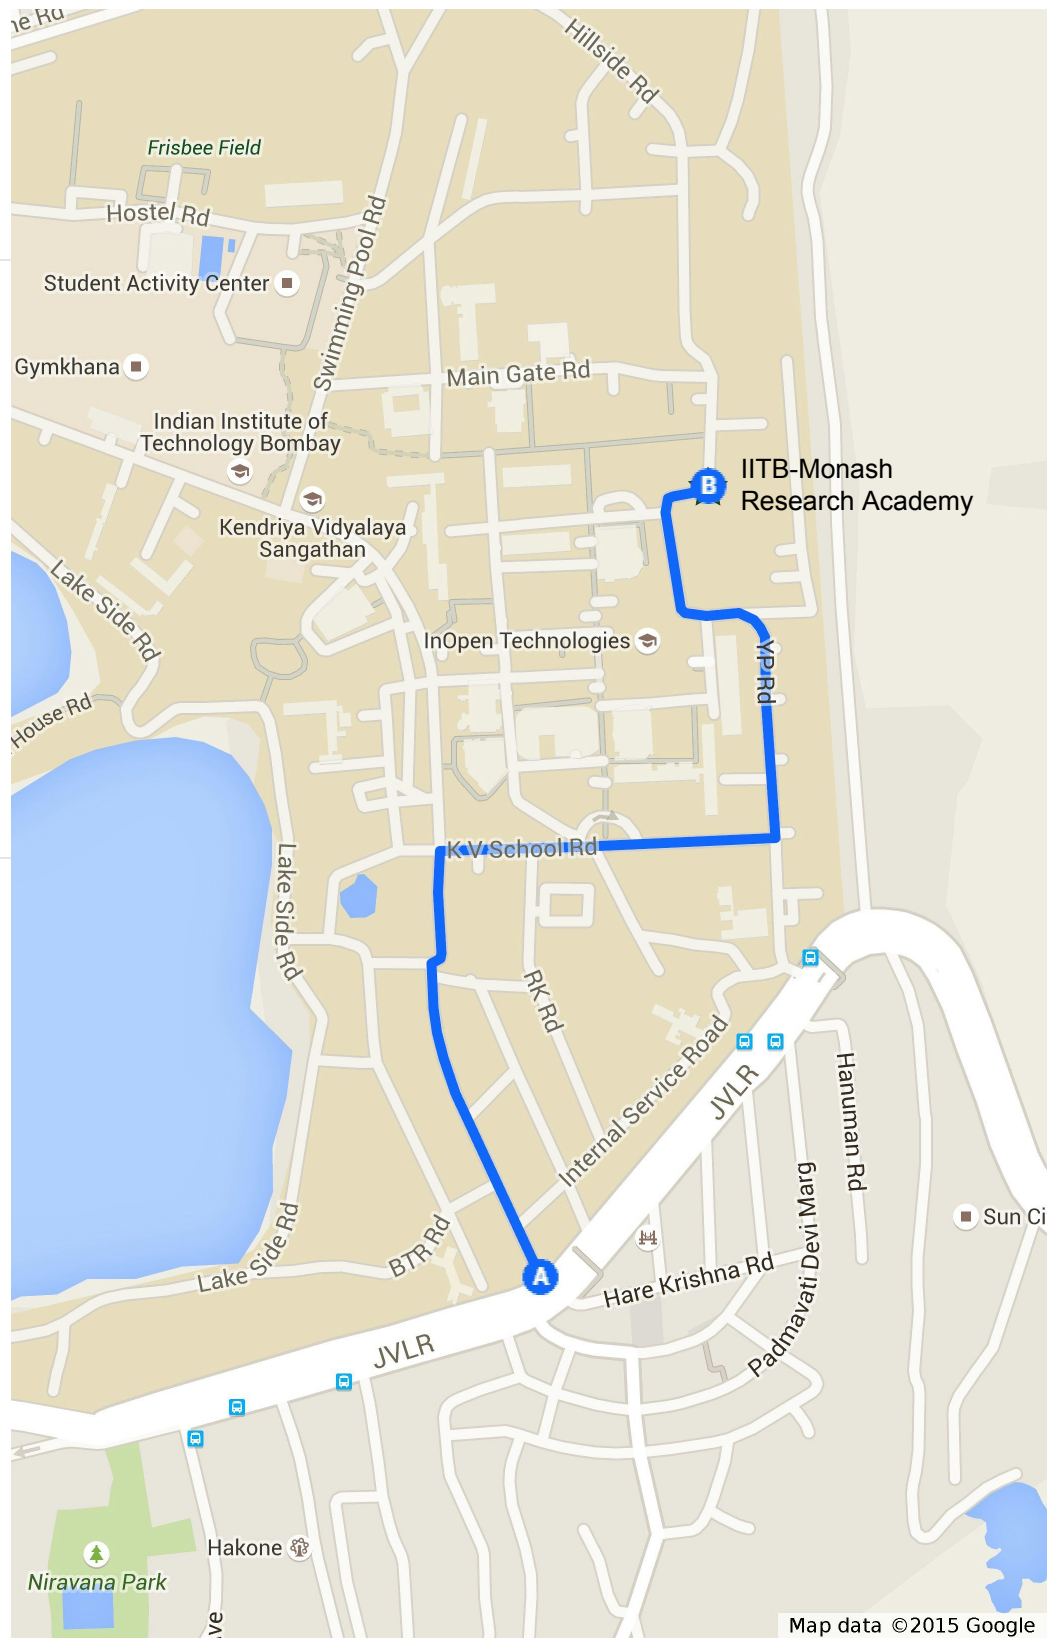 ne Rd
Hillside Rd
Frisbee Field
Hostel Rd
Swimming Pool Rd
Student Activity Center
Gymkhana
Main Gate Rd
Indian Institute of
Technology Bombay
B
IITB-Monash
Research Academy
Kendriya Vidyalaya
Sangathan
Lake Side Rd
InOpen Technologies
YP Rd
House Rd
K V School Rd
Lake Side Rd
RK Rd
Internal Service Road
JVLR
Hanuman Rd
Padmavati Devi Marg
Sun Ci
Lake Side Rd
BTR Rd
A
Hare Krishna Rd
JVLR
Hakone
Niravana Park
ve
Map data ©2015 Google